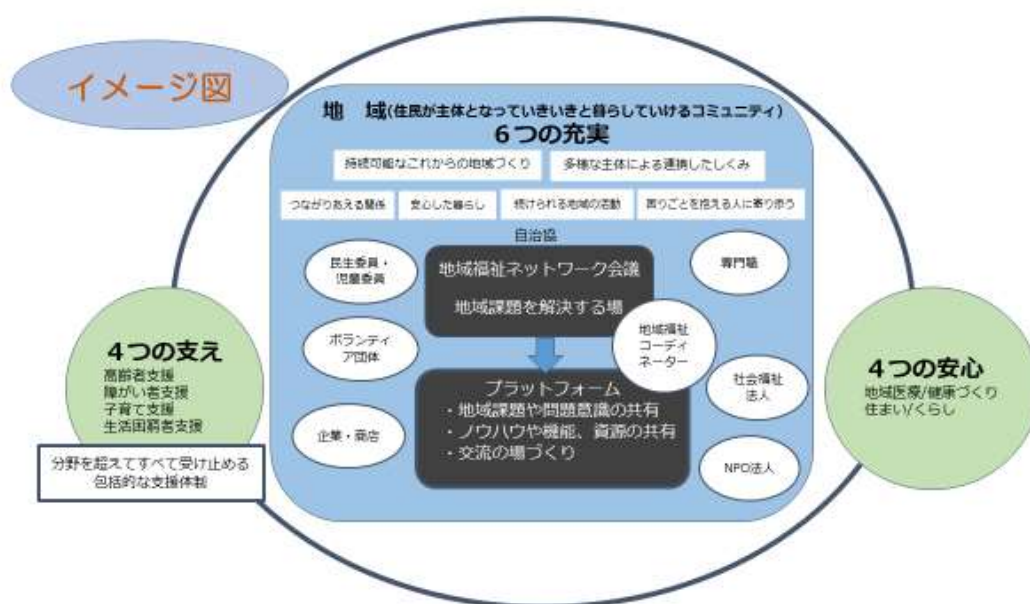 イメージ図
地　域(住民が主体となっていきいきと暮らしていけるコミュニティ)
６つの充実
持続可能なこれからの地域づくり
多様な主体による連携したしくみ
つながりあえる関係
安心した暮らし
続けられる地域の活動
困りごとを抱える人に寄り添う
自治協
民生委員・
児童委員
地域福祉ネットワーク会議
地域課題を解決する場
専門職
ボランティ
ア団体
地域福祉
コーディ
ネーター
４つの支え
高齢者支援
障がい者支援
子育て支援
生活困窮者支援
分野を超えてすべて受け止める
包括的な支援体制
プラットフォーム
・地域課題や問題意識の共有
・ノウハウや機能、資源の共有
・交流の場づくり
企業・商店
社会福祉
法人
NPO法人
４つの安心
地域医療/健康づくり
住まい/くらし